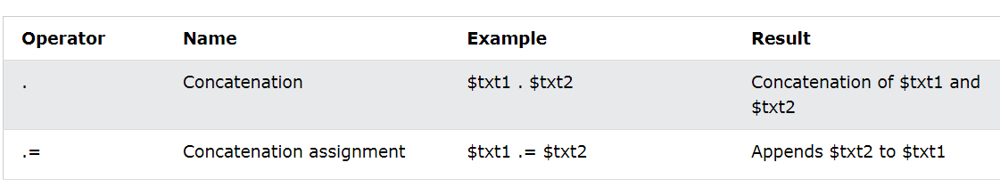 Operator Name Example Result
. Concatenation $txt1 . $txt2 Concatenation of $txt1 and
$txt2
.= Concatenation assignment $txt1 .= $txt2 Appends $txt2 to $txt1